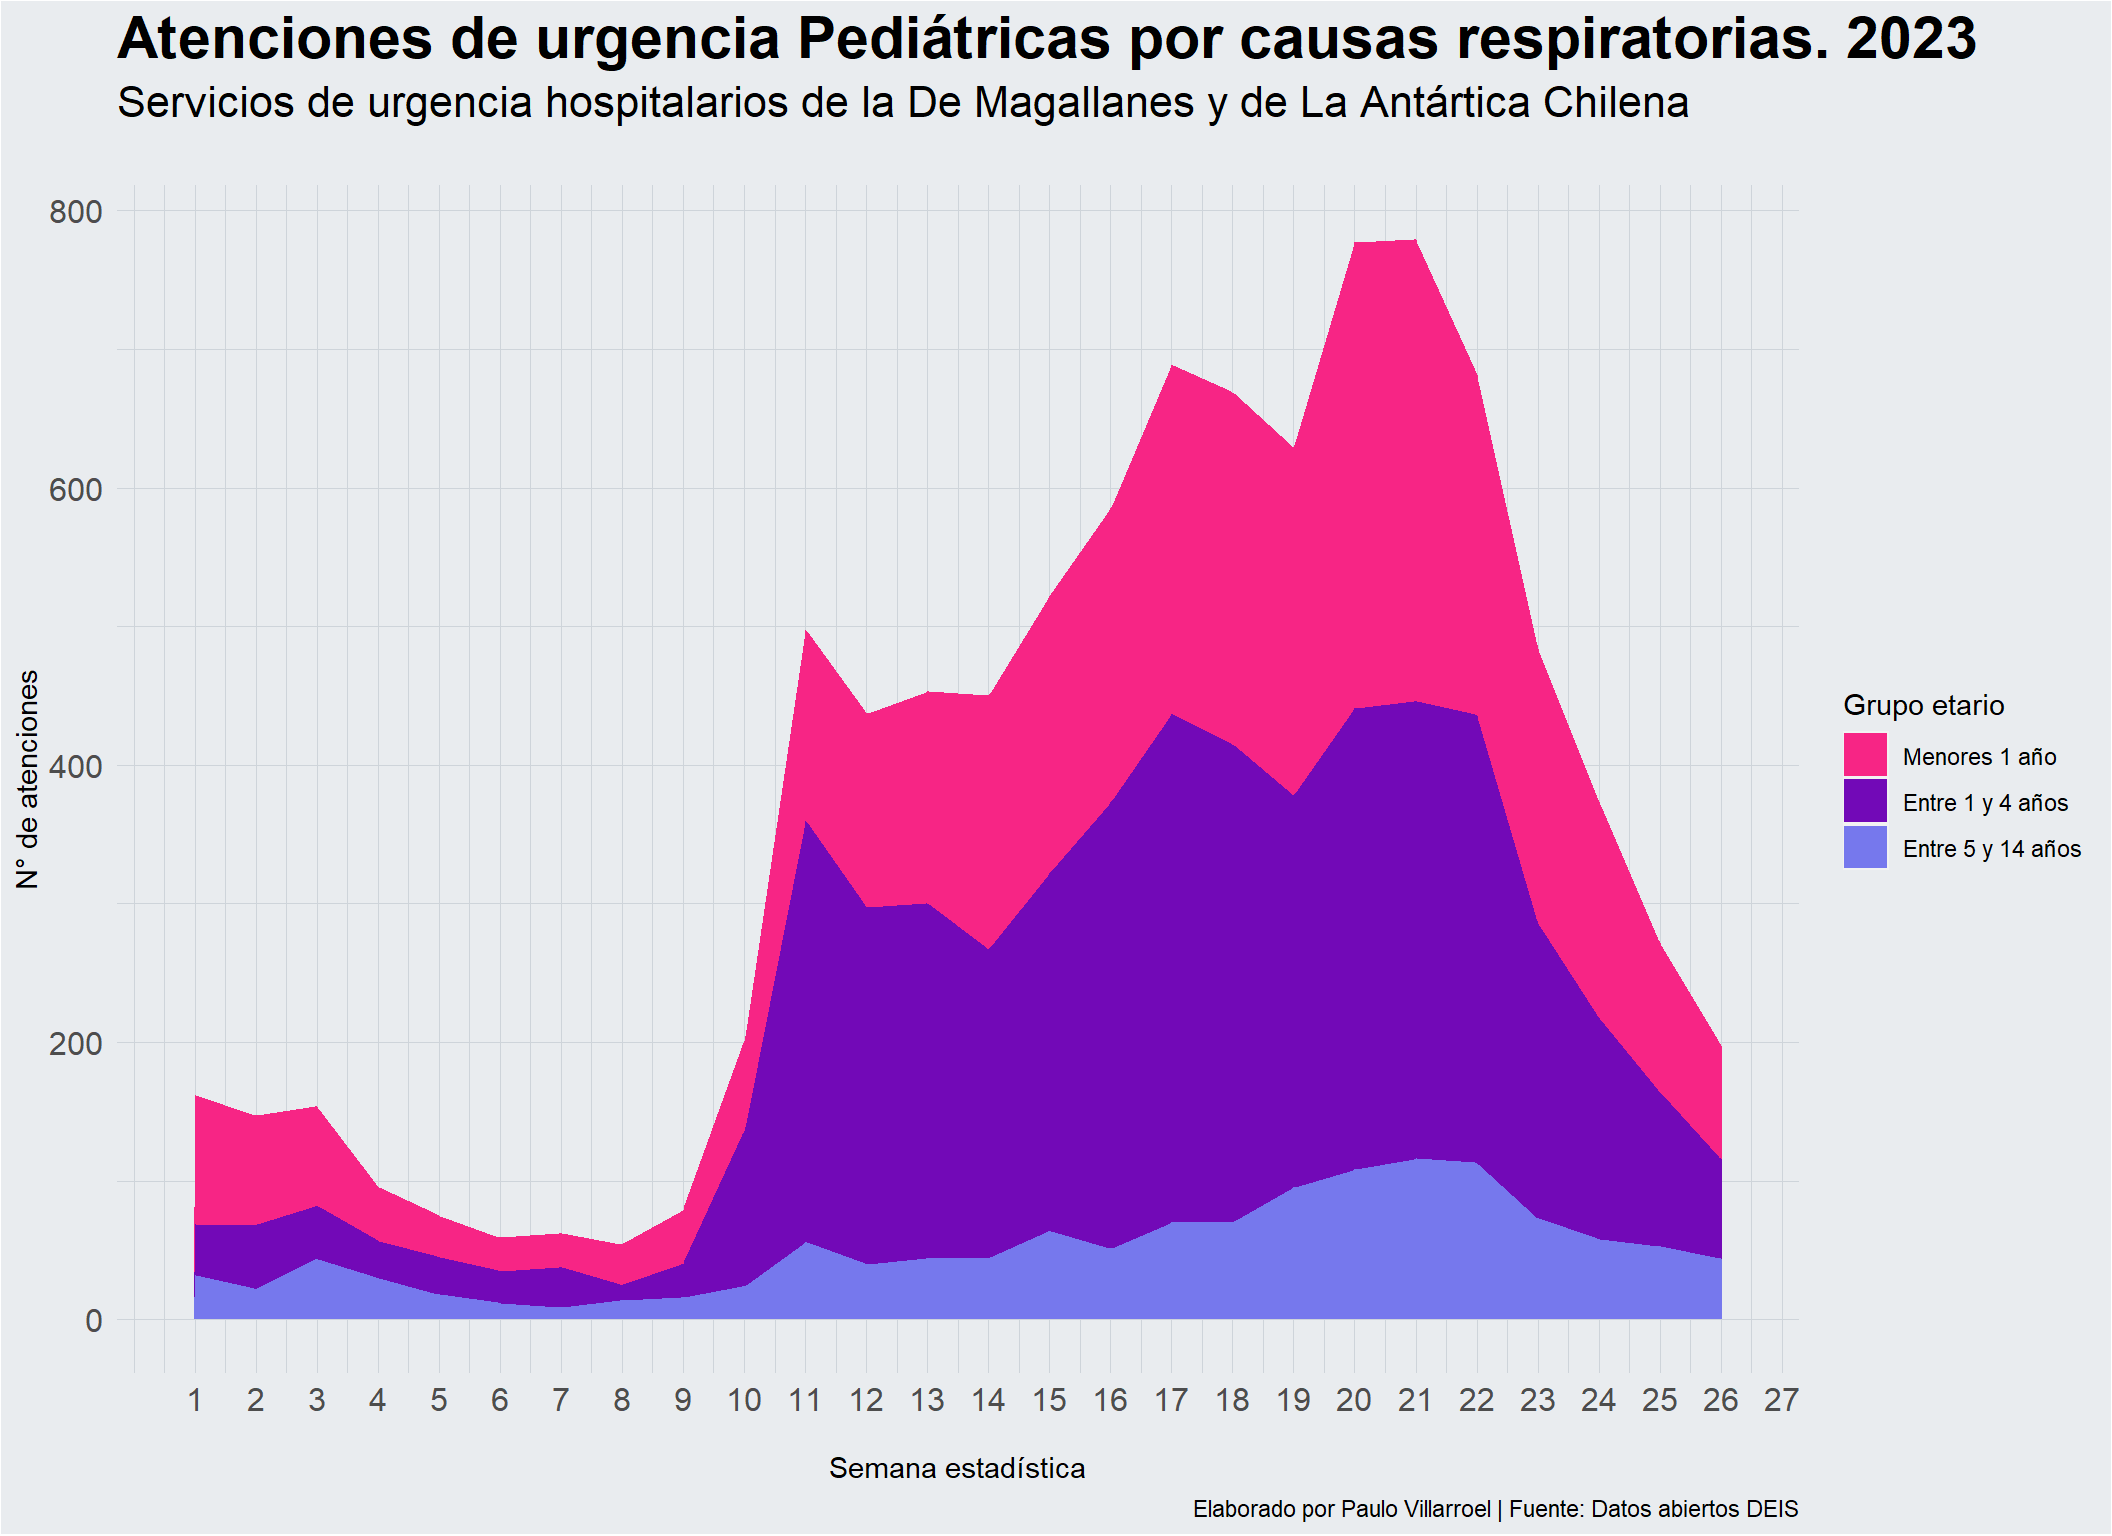 Atenciones de urgencia Pediátricas por causas respiratorias. 2023
Servicios de urgencia hospitalarios de la De Magallanes y de La Antártica Chilena
800
600
400
200
0
N° de atenciones
1 2 3 4 5 6 7 8 9 10 11 12 13 14 15 16 17 18 19 20 21 22 23 24 25 26 27
Semana estadística
Grupo etario
Menores 1 año
Entre 1 y 4 años
Entre 5 y 14 años
Elaborado por Paulo Villarroel | Fuente: Datos abiertos DEIS